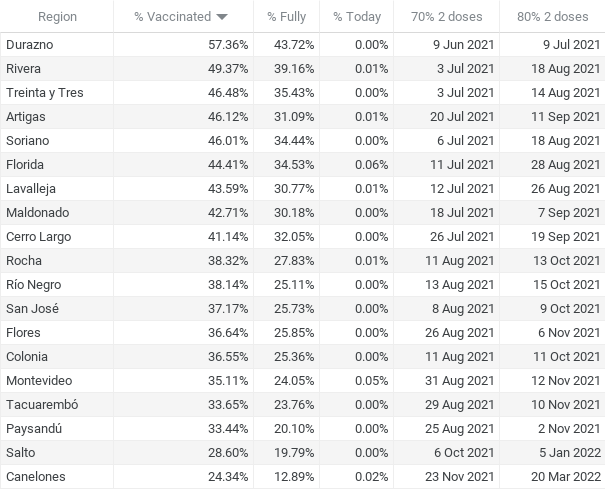 Region % Vaccinated % Fully % Today 70% 2 doses 80% 2 doses
Durazno 57.36% 43.72% 0.00% 9 Jun 2021 9 Jul 2021
Rivera 49.37% 39.16% 0.01% 3 Jul 2021 18 Aug 2021
Treinta y Tres 46.48% 35.43% 0.00% 3 Jul 2021 14 Aug 2021
Artigas 46.12% 31.09% 0.01% 20 Jul 2021 11 Sep 2021
Soriano 46.01% 34.44% 0.00% 6 Jul 2021 18 Aug 2021
Florida 44.41% 34.53% 0.06% 11 Jul 2021 28 Aug 2021
Lavalleja 43.59% 30.77% 0.01% 12 Jul 2021 26 Aug 2021
Maldonado 42.71% 30.18% 0.00% 18 Jul 2021 7 Sep 2021
Cerro Largo 41.14% 32.05% 0.00% 26 Jul 2021 19 Sep 2021
Rocha 38.32% 27.83% 0.01% 11 Aug 2021 13 Oct 2021
Río Negro 38.14% 25.11% 0.00% 13 Aug 2021 15 Oct 2021
San José 37.17% 25.73% 0.00% 8 Aug 2021 9 Oct 2021
Flores 36.64% 25.85% 0.00% 26 Aug 2021 6 Nov 2021
Colonia 36.55% 25.36% 0.00% 11 Aug 2021 11 Oct 2021
Montevideo 35.11% 24.05% 0.05% 31 Aug 2021 12 Nov 2021
Tacuarembó 33.65% 23.76% 0.00% 29 Aug 2021 10 Nov 2021
Paysandú 33.44% 20.10% 0.00% 25 Aug 2021 2 Nov 2021
Salto 28.60% 19.79% 0.00% 6 Oct 2021 5 Jan 2022
Canelones 24.34% 12.89% 0.02% 23 Nov 2021 20 Mar 2022